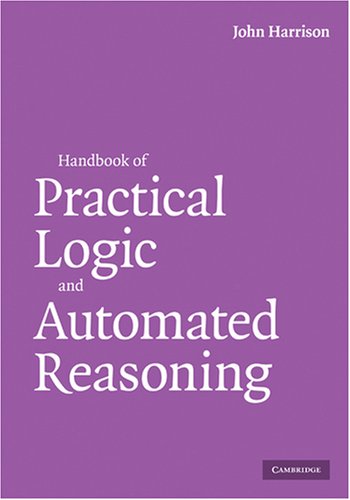 John Harrison
Handbook of
Practical
Logic
and
Automated
Reasoning
CAMBRIDGE